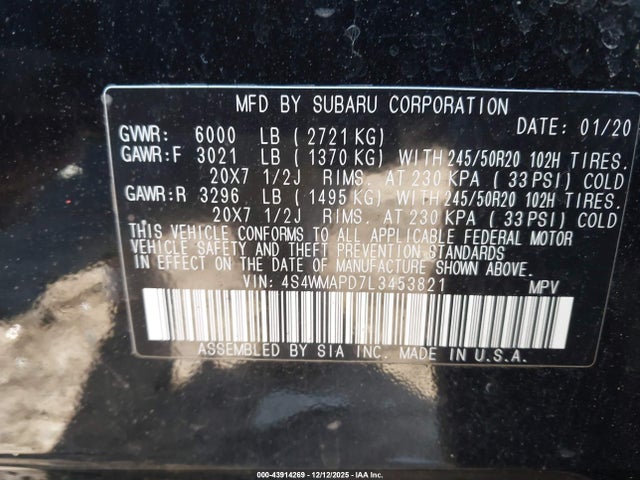 MFD BY SUBARU CORPORATION
GVWR: 6000 LB ( 2721 KG) DATE: 01/20
GAWR:F 3021 LB ( 1370 KG) WITH 245/50R20 102H TIRES.
20X7 1/2J RIMS. AT 230 KPA ( 33 PSI) COLD
GAWR:R 3296 LB ( 1495 KG) WITH 245/50R20 102H TIRES.
20X7 1/2J RIMS. AT 230 KPA ( 33 PSI) COLD
THIS VEHICLE CONFORMS TO ALL APPLICABLE FEDERAL MOTOR
VEHICLE SAFETY AND THEFT PREVENTION STANDARDS
IN EFFECT ON THE DATE OF MANUFACTURE SHOWN ABOVE.
VIN: 4S4WMAPD7L3453821 MPV
ASSEMBLED BY SIA INC. MADE IN U.S.A.
000-43914269 - 12/12/2025 - IAA Inc.